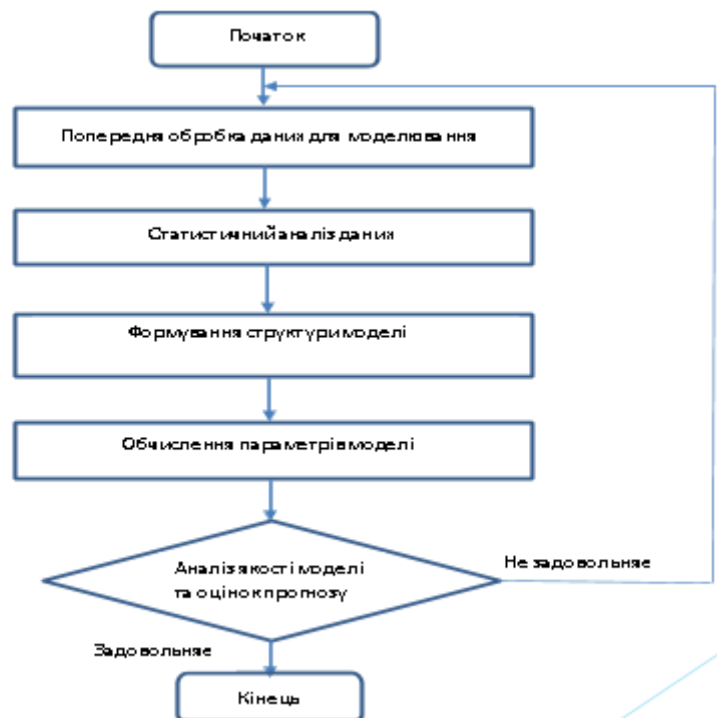 Початок
Попередня обробка даних для моделювання
Статистичний аналіз даних
Формування структури моделі
Обчислення параметрів моделі
Аналіз якості моделі
та оцінок прогнозу
Не задовольняє
Задовольняє
Кінець